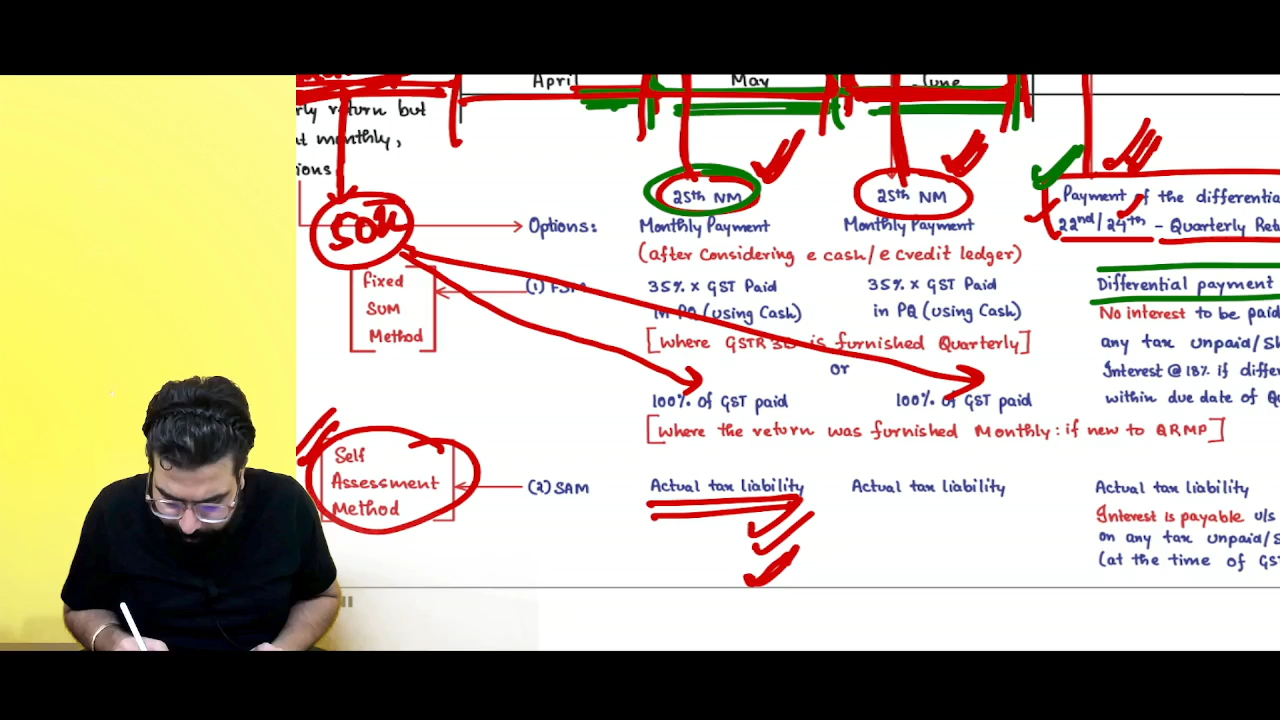 April May June
rly return but
monthly,
ions
50k
25th NM 25th NM Payment of the differentia
Options: Monthly Payment Monthly Payment 22nd/24th - Quarterly Ret
(after Considering e cash/e credit ledger)
Fixed
SUM
Method
(1) FSM 35% x GST Paid 35% x GST Paid Differential payment
in PQ (using Cash) in PQ (using Cash) No interest to be paid
[where GSTR 3B is furnished Quarterly] any tax unpaid/Sh
or Interest @ 18% if differ
100% of GST paid 100% of GST paid within due date of Qu
[where the return was furnished Monthly: if new to QRMP]
Self
Assessment
Method
(2) SAM Actual tax liability Actual tax liability Actual tax liability
Interest is payable u/s
on any tax unpaid/S
(at the time of GST